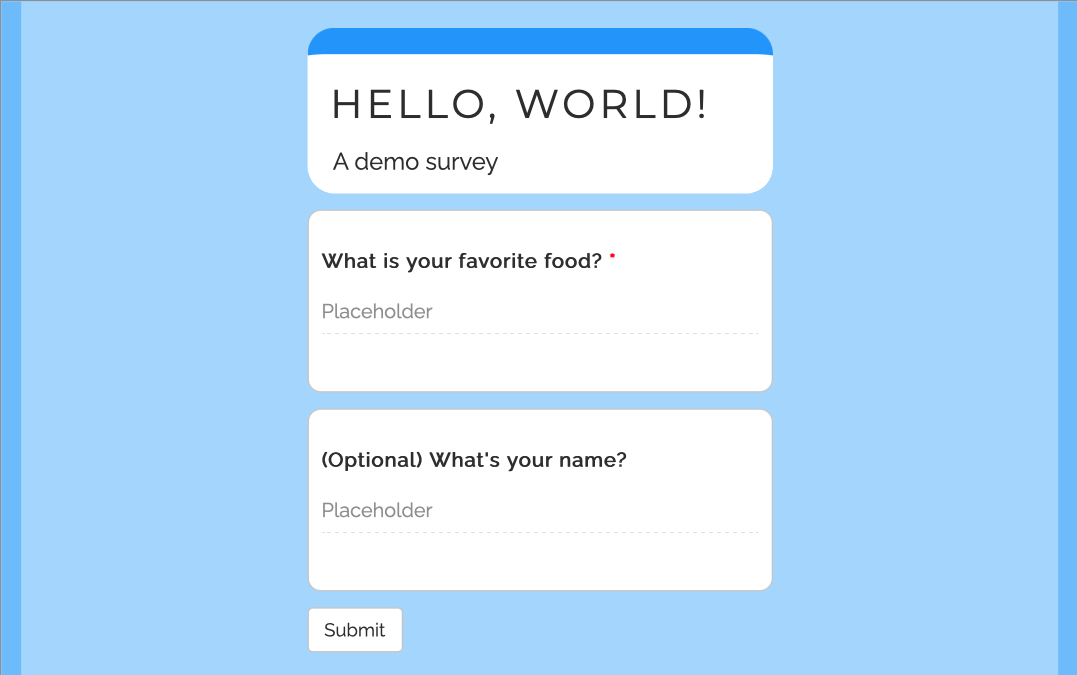 HELLO, WORLD!
A demo survey
What is your favorite food? *
Placeholder
(Optional) What's your name?
Placeholder
Submit